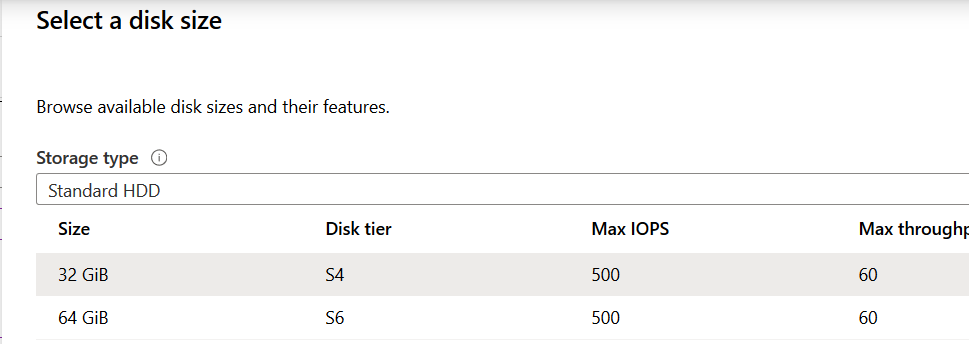 Select a disk size
Browse available disk sizes and their features.
Storage type
Standard HDD
Size Disk tier Max IOPS Max
32 GiB S4 500 60
64 GiB S6 500 60